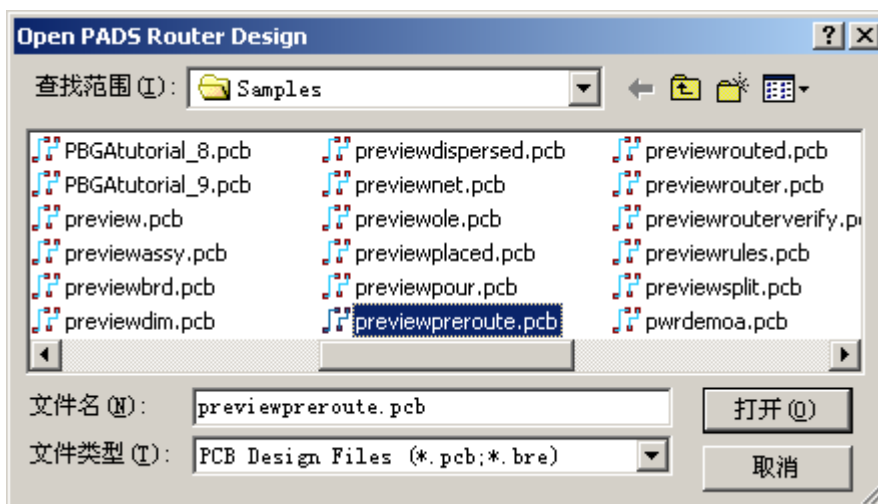 Open PADS Router Design
查找范围(I): Samples
PBGAtutorial_8.pcb
PBGAtutorial_9.pcb
preview.pcb
previewassy.pcb
previewbrd.pcb
previewdim.pcb
previewdispersed.pcb
previewnet.pcb
previewole.pcb
previewplaced.pcb
previewpour.pcb
previewpreroute.pcb
previewrouted.pcb
previewrouter.pcb
previewrouterverify.p
previewrules.pcb
previewsplit.pcb
pwrdemoa.pcb
文件名(N): previewpreroute.pcb
打开(O)
文件类型(T): PCB Design Files (*.pcb;*.bre)
取消